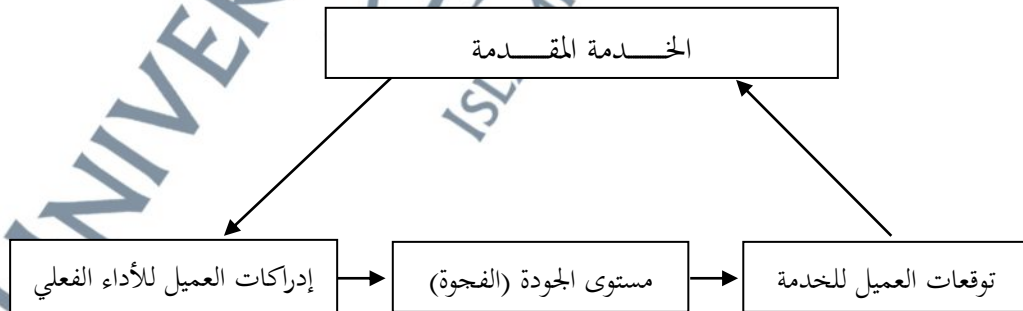 الخدمة المقدمة
توقعات العميل للخدمة
مستوى الجودة (الفجوة)
إدراكات العميل للأداء الفعلي